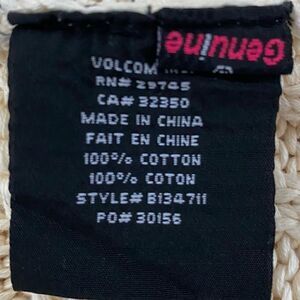 Genuine
VOLCOM
RN# 29745
CA# 32350
MADE IN CHINA
FAIT EN CHINE
100% COTTON
100% COTON
STYLE# B134711
PO# 30156